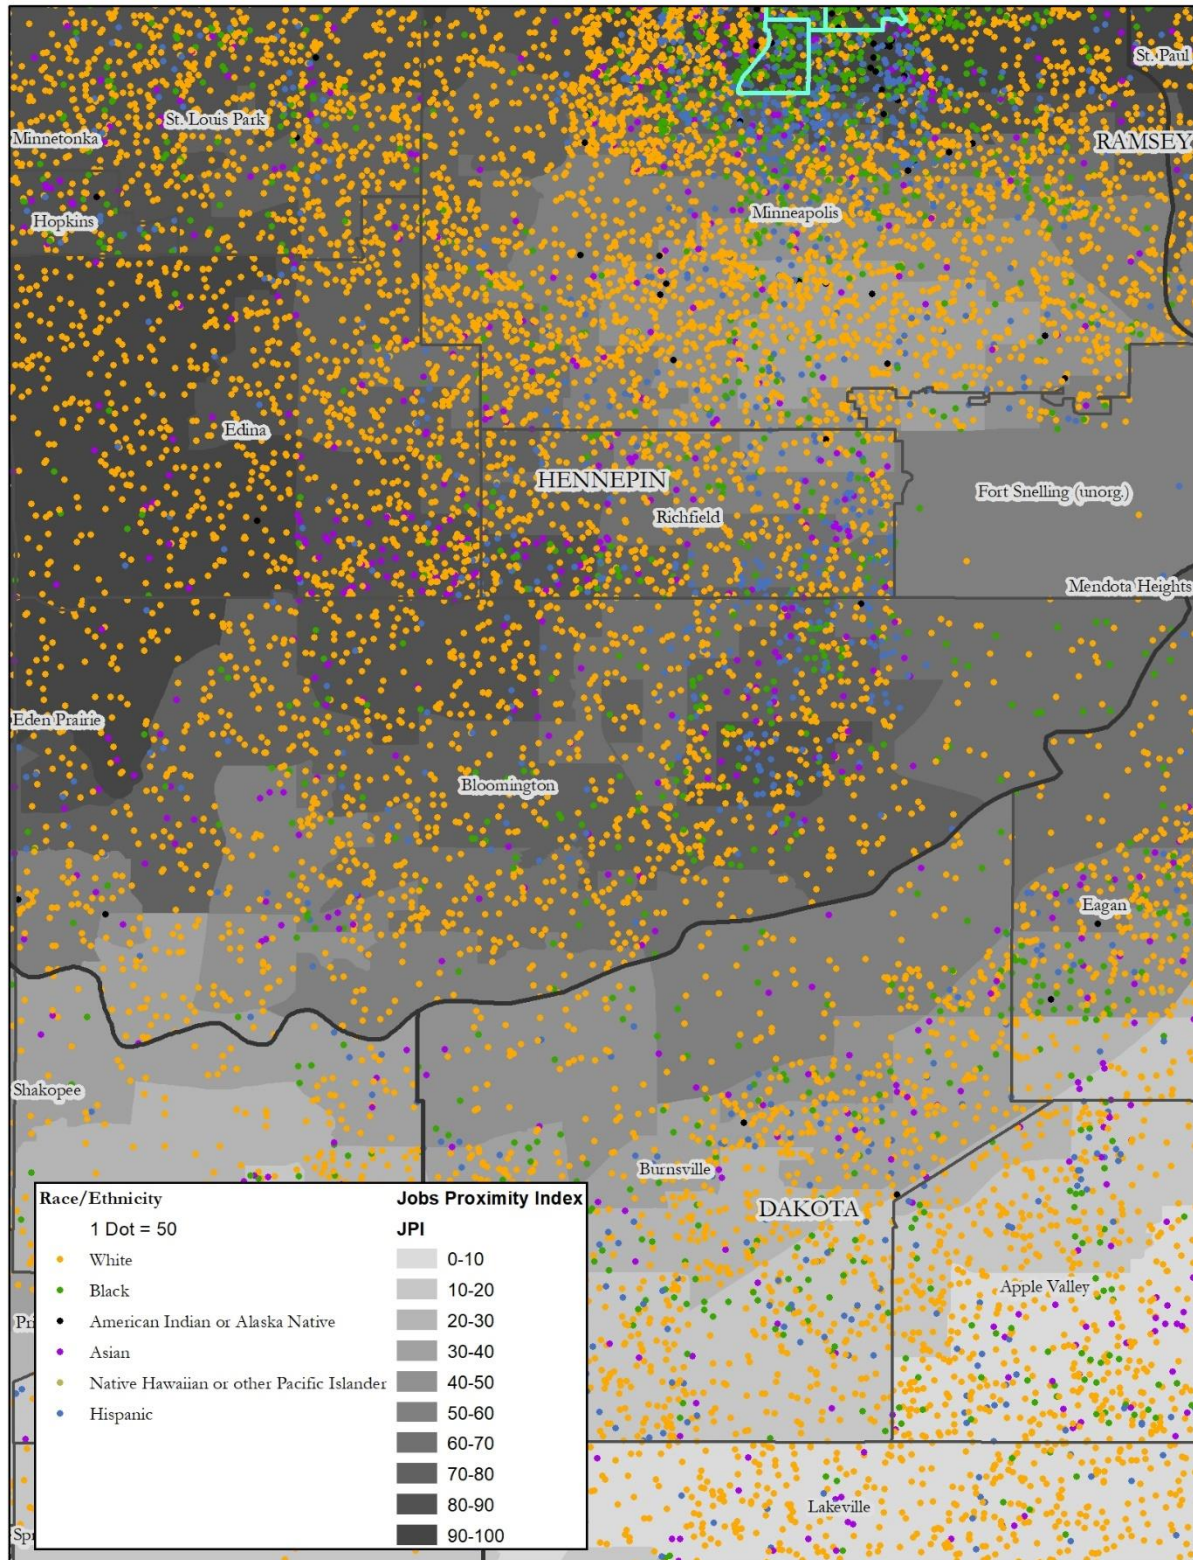 St. Paul
St. Louis Park
Minnetonka
RAMSEY
Hopkins
Minneapolis
Edina
HENNEPIN
Fort Snelling (unorg.)
Richfield
Mendota Heights
Eden Prairie
Bloomington
Eagan
Shakopee
Burnsville
DAKOTA
Apple Valley
Lakeville
Pri
Spr
Race/Ethnicity
1 Dot = 50
White
Black
American Indian or Alaska Native
Asian
Native Hawaiian or other Pacific Islander
Hispanic
Jobs Proximity Index
JPI
0-10
10-20
20-30
30-40
40-50
50-60
60-70
70-80
80-90
90-100